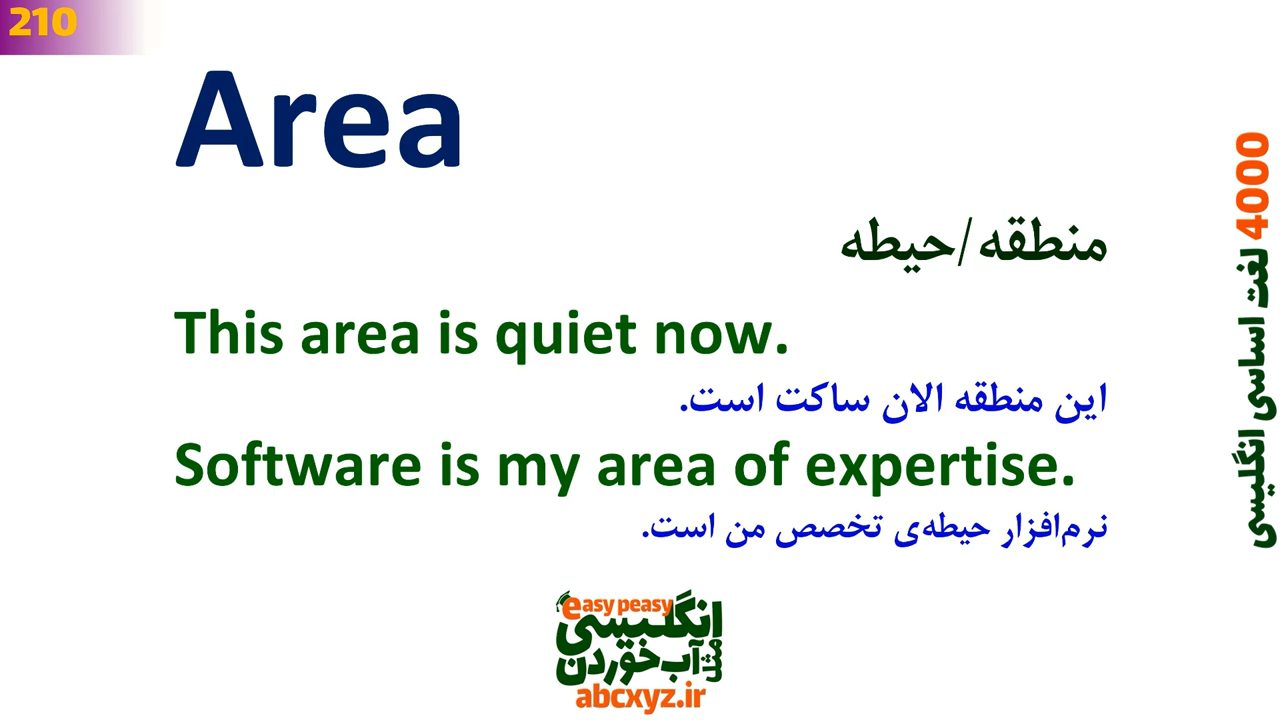 210
Area
منطقه/حیطه
This area is quiet now.
این منطقه الان ساکت است.
Software is my area of expertise.
نرم‌افزار حیطه‌ی تخصص من است.
4000 لغت اساسی انگلیسی
easy peasy
انگلیسی
مثل آب خوردن
abcxyz.ir